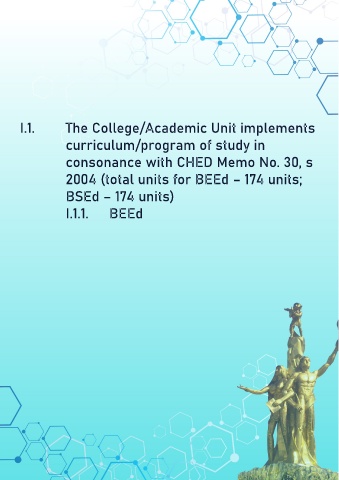 I.1. The College/Academic Unit implements
curriculum/program of study in
consonance with CHED Memo No. 30, s
2004 (total units for BEEd – 174 units;
BSEd – 174 units)
I.1.1. BEEd